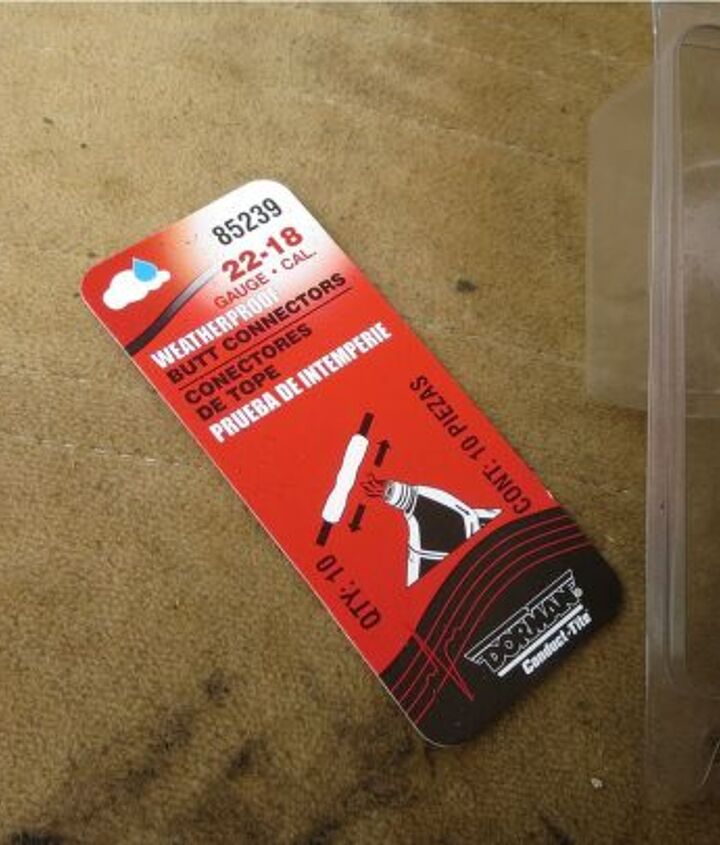 85239
22-18
GAUGE • CAL.
WEATHERPROOF
BUTT CONNECTORS
CONECTORES
DE TOPE
PRUEBA DE INTEMPERIE
QTY: 10
CONT: 10 PIEZAS
DORMAN®
Conduct-Tite